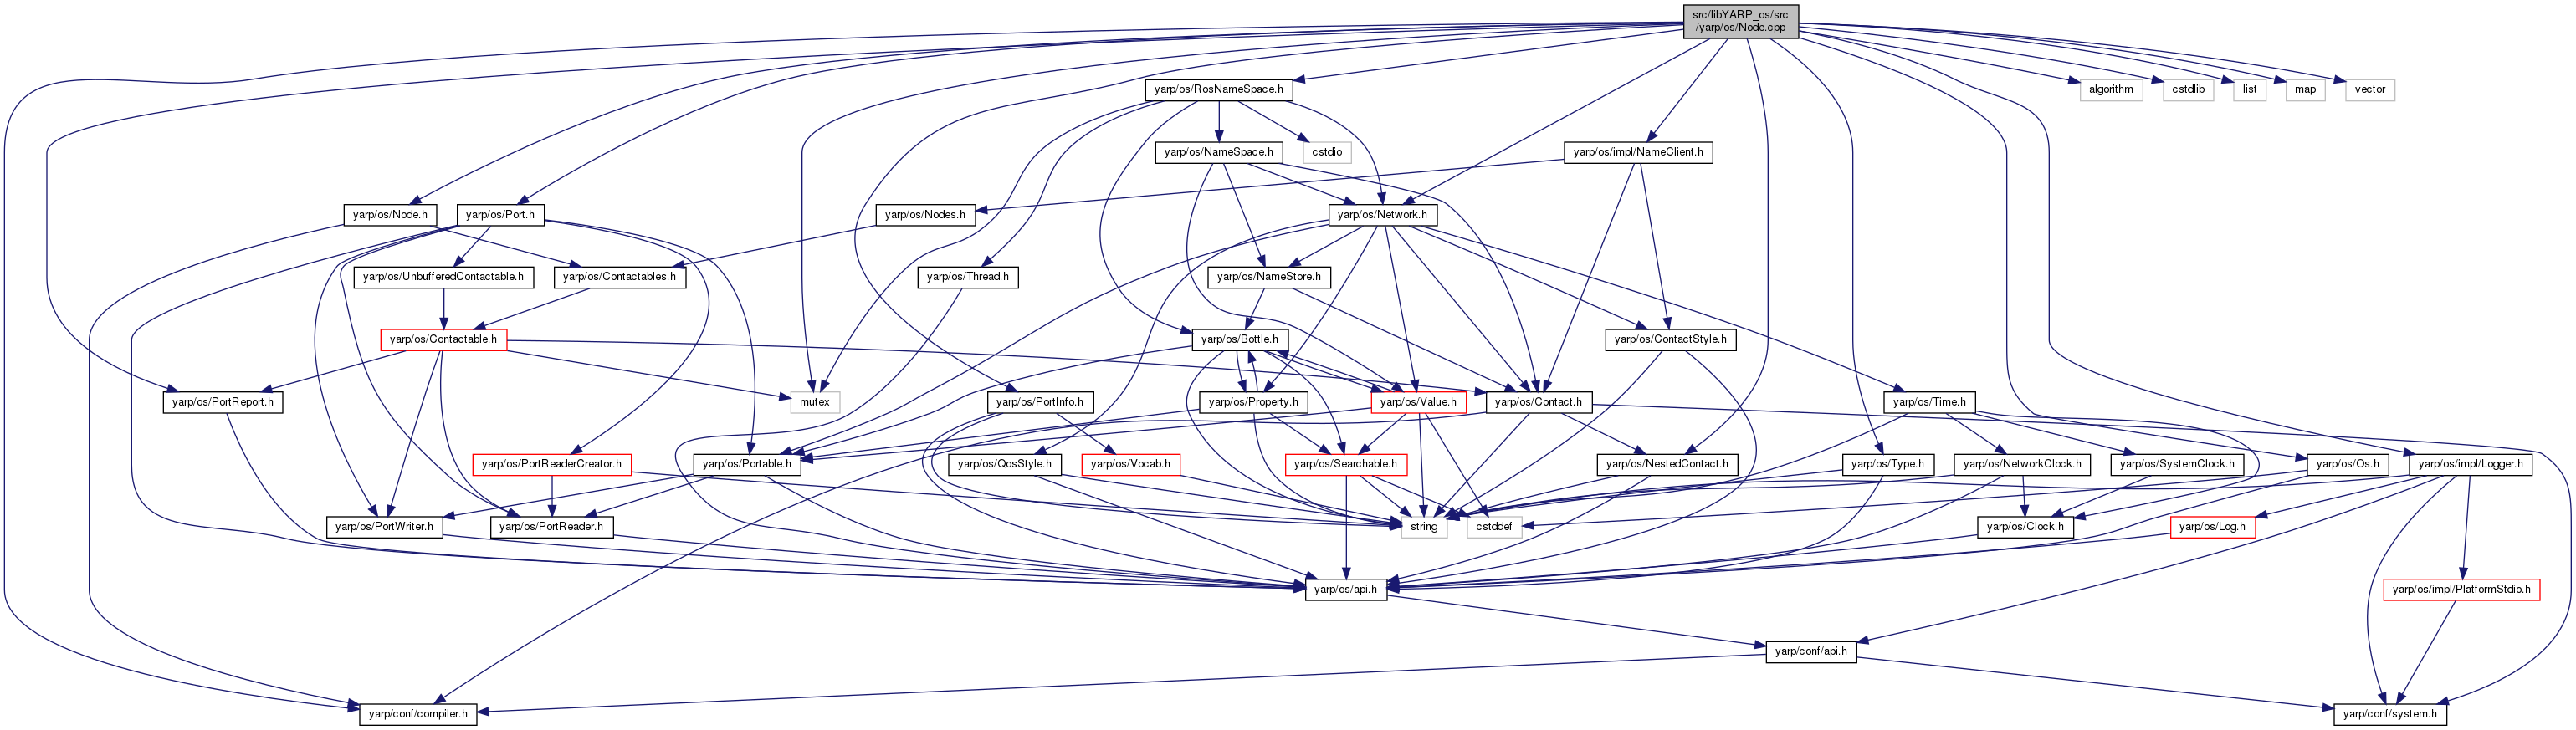 src/libYARP_os/src
/yarp/os/Node.cpp
yarp/os/RosNameSpace.h
algorithm
cstdlib
list
map
vector
yarp/os/NameSpace.h
cstdio
yarp/os/impl/NameClient.h
yarp/os/Node.h
yarp/os/Port.h
yarp/os/Nodes.h
yarp/os/Network.h
yarp/os/UnbufferedContactable.h
yarp/os/Contactables.h
yarp/os/Thread.h
yarp/os/NameStore.h
yarp/os/Contactable.h
yarp/os/Bottle.h
yarp/os/ContactStyle.h
yarp/os/PortReport.h
mutex
yarp/os/PortInfo.h
yarp/os/Property.h
yarp/os/Value.h
yarp/os/Contact.h
yarp/os/Time.h
yarp/os/PortReaderCreator.h
yarp/os/Portable.h
yarp/os/QosStyle.h
yarp/os/Vocab.h
yarp/os/Searchable.h
yarp/os/NestedContact.h
yarp/os/Type.h
yarp/os/NetworkClock.h
yarp/os/SystemClock.h
yarp/os/Os.h
yarp/os/impl/Logger.h
yarp/os/PortWriter.h
yarp/os/PortReader.h
string
cstddef
yarp/os/Clock.h
yarp/os/Log.h
yarp/os/api.h
yarp/os/impl/PlatformStdio.h
yarp/conf/api.h
yarp/conf/compiler.h
yarp/conf/system.h